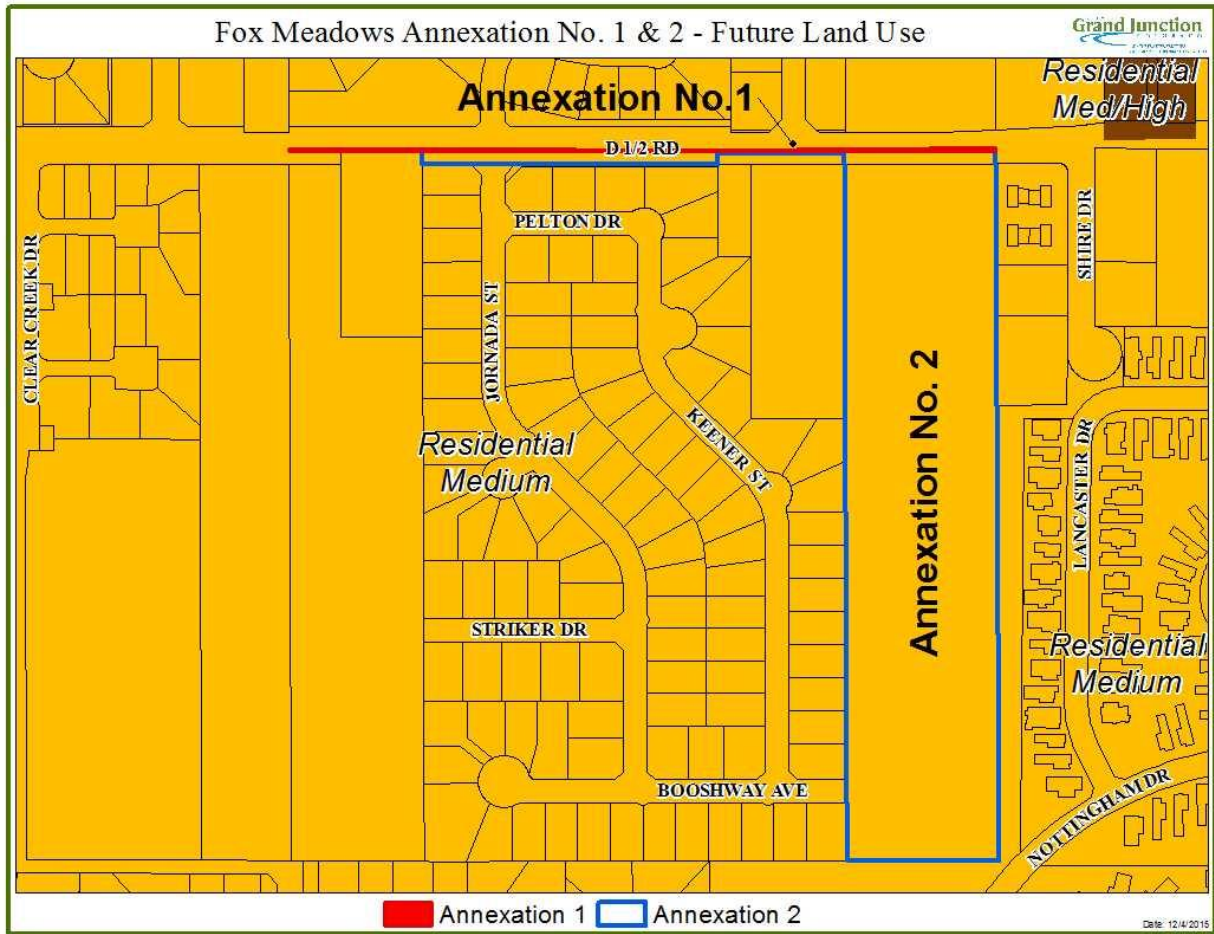 Fox Meadows Annexation No. 1 & 2 - Future Land Use
Grand Junction
COLORADO
Residential
Med/High
Annexation No.1
D 1/2 RD
PELTON DR
CLEAR CREEK DR
JORNADA ST
SHIRE DR
KEENER ST
Annexation No. 2
LANCASTER DR
Residential
Medium
STRIKER DR
Residential
Medium
BOOSHWAY AVE
NOTTINGHAM DR
Annexation 1
Annexation 2
Date: 12/4/2015